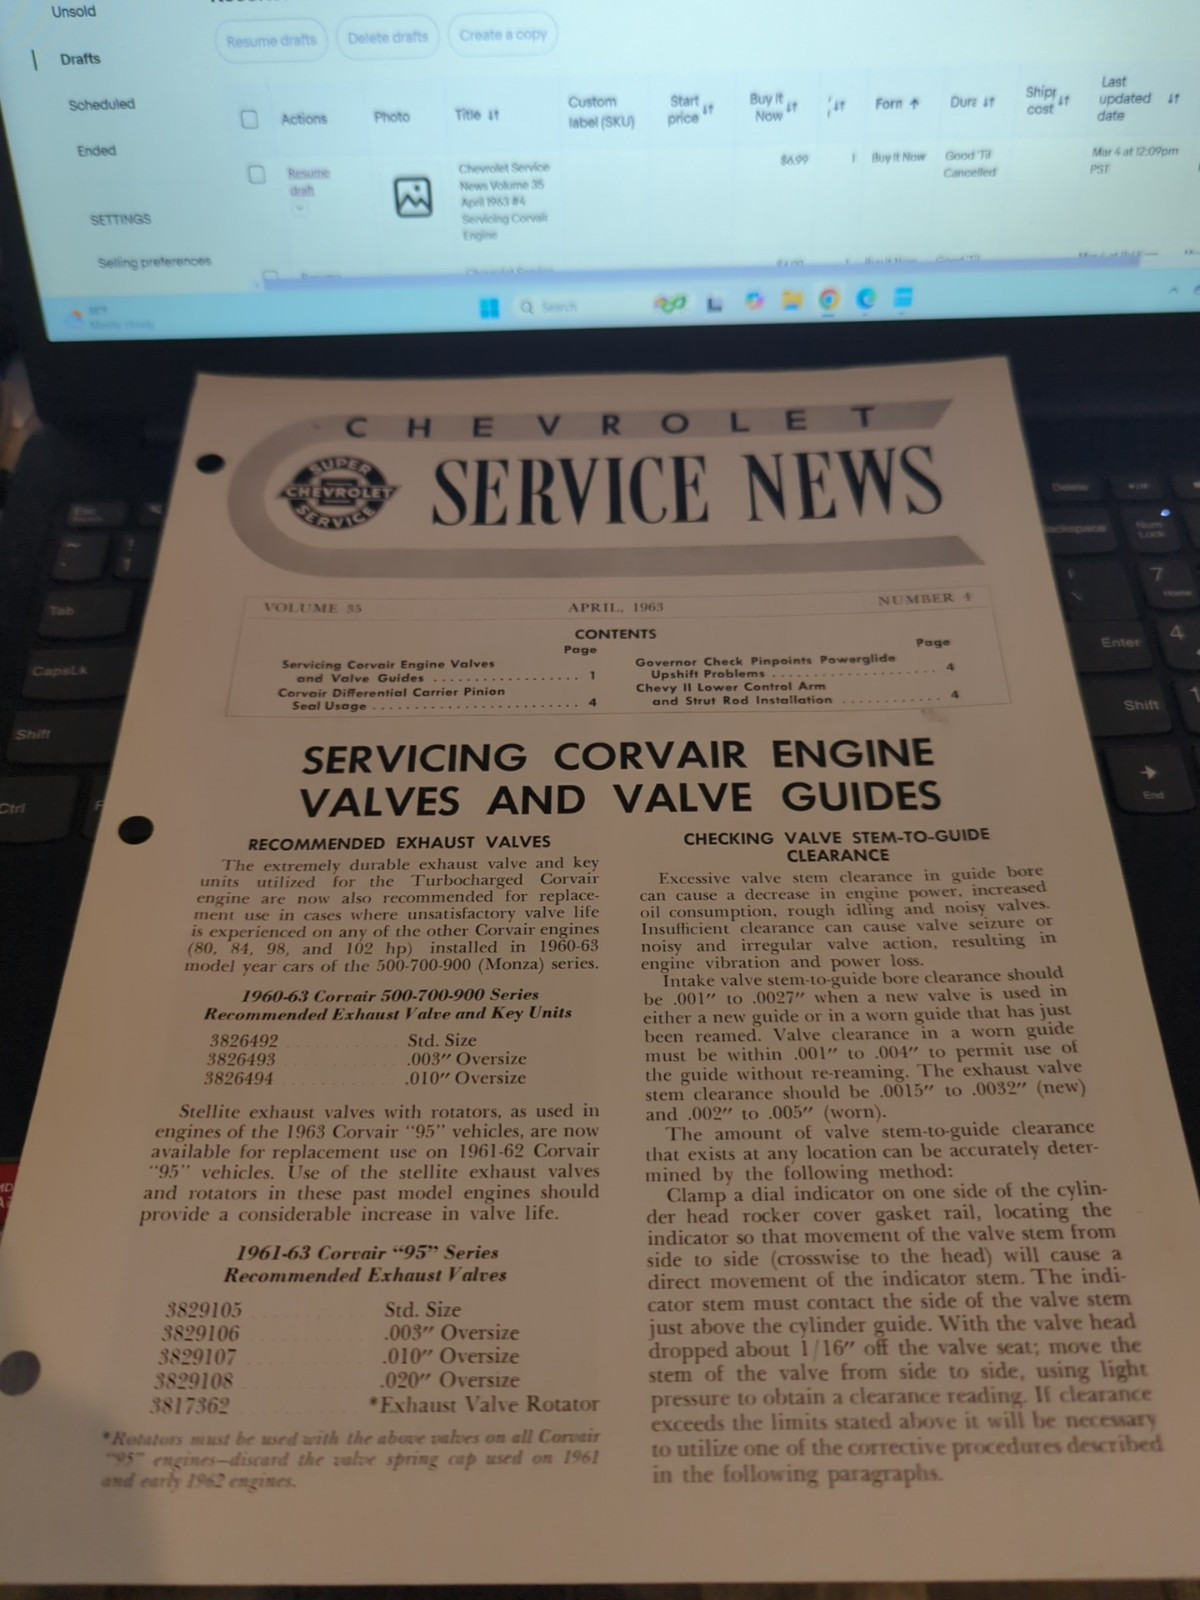 Unsold
Drafts
Scheduled
Ended
SETTINGS
Selling preferences
Resume drafts
Delete drafts
Create a copy
Actions
Photo
Title
Custom
label (SKU)
Start
price
Buy It
Now
Forn
Dura
Shipp
cost
Last
updated
date
Resume
draft
Chevrolet Service
News Volume 35
April 1963 #4
Servicing Corvair
Engine
$6.99
1
Buy It Now
Good 'Til
Cancelled
Mar 4 at 12:09pm
PST
Search
Esc
Tab
CapsLk
Shift
Ctrl
Delete
Backspace
Num
Lock
7
Home
Enter
4
Shift
End
CHEVROLET
SUPER
CHEVROLET
SERVICE
SERVICE NEWS
VOLUME 35
APRIL, 1963
NUMBER 4
CONTENTS
Page
Servicing Corvair Engine Valves
and Valve Guides . . . . . . . . . . . . . . . . 1
Corvair Differential Carrier Pinion
Seal Usage . . . . . . . . . . . . . . . . . . . . . . 4
Page
Governor Check Pinpoints Powerglide
Upshift Problems . . . . . . . . . . . . . . . . 4
Chevy II Lower Control Arm
and Strut Rod Installation . . . . . . . . . . 4
SERVICING CORVAIR ENGINE
VALVES AND VALVE GUIDES
RECOMMENDED EXHAUST VALVES
The extremely durable exhaust valve and key
units utilized for the Turbocharged Corvair
engine are now also recommended for replace-
ment use in cases where unsatisfactory valve life
is experienced on any of the other Corvair engines
(80, 84, 98, and 102 hp) installed in 1960-63
model year cars of the 500-700-900 (Monza) series.
1960-63 Corvair 500-700-900 Series
Recommended Exhaust Valve and Key Units
3826492 . . . . . . . . . . Std. Size
3826493 . . . . . . . . . . .003″ Oversize
3826494 . . . . . . . . . . .010″ Oversize
Stellite exhaust valves with rotators, as used in
engines of the 1963 Corvair “95” vehicles, are now
available for replacement use on 1961-62 Corvair
“95” vehicles. Use of the stellite exhaust valves
and rotators in these past model engines should
provide a considerable increase in valve life.
1961-63 Corvair “95” Series
Recommended Exhaust Valves
3829105 . . . . . . . . . . Std. Size
3829106 . . . . . . . . . . .003″ Oversize
3829107 . . . . . . . . . . .010″ Oversize
3829108 . . . . . . . . . . .020″ Oversize
3817362 . . . . . . . . . . *Exhaust Valve Rotator
*Rotators must be used with the above valves on all Corvair
“95” engines—discard the valve spring cap used on 1961
and early 1962 engines.
CHECKING VALVE STEM-TO-GUIDE
CLEARANCE
Excessive valve stem clearance in guide bore
can cause a decrease in engine power, increased
oil consumption, rough idling and noisy valves.
Insufficient clearance can cause valve seizure or
noisy and irregular valve action, resulting in
engine vibration and power loss.
Intake valve stem-to-guide bore clearance should
be .001″ to .0027″ when a new valve is used in
either a new guide or in a worn guide that has just
been reamed. Valve clearance in a worn guide
must be within .001″ to .004″ to permit use of
the guide without re-reaming. The exhaust valve
stem clearance should be .0015″ to .0032″ (new)
and .002″ to .005″ (worn).
The amount of valve stem-to-guide clearance
that exists at any location can be accurately deter-
mined by the following method:
Clamp a dial indicator on one side of the cylin-
der head rocker cover gasket rail, locating the
indicator so that movement of the valve stem from
side to side (crosswise to the head) will cause a
direct movement of the indicator stem. The indi-
cator stem must contact the side of the valve stem
just above the cylinder guide. With the valve head
dropped about 1/16″ off the valve seat; move the
stem of the valve from side to side, using light
pressure to obtain a clearance reading. If clearance
exceeds the limits stated above it will be necessary
to utilize one of the corrective procedures described
in the following paragraphs.